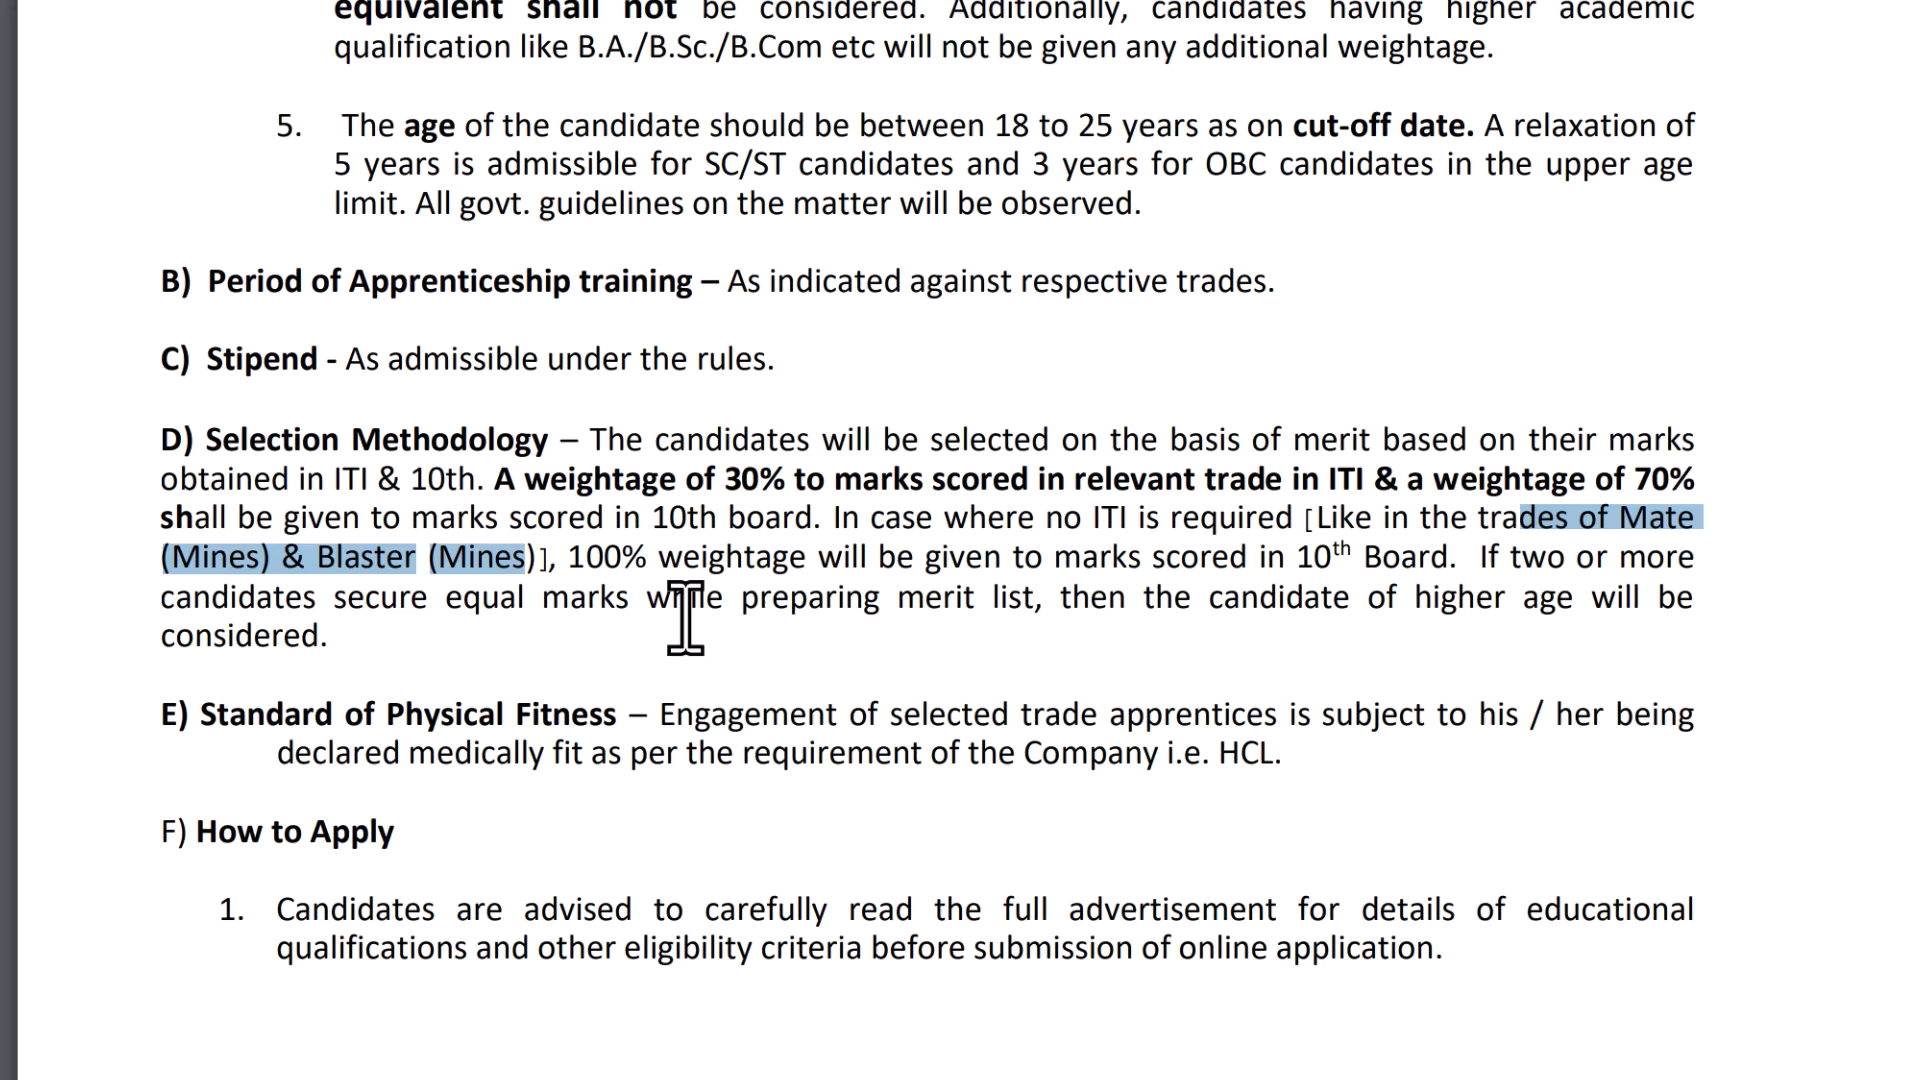 equivalent shall not be considered. Additionally, candidates having higher academic
qualification like B.A./B.Sc./B.Com etc will not be given any additional weightage.
5. The age of the candidate should be between 18 to 25 years as on cut-off date. A relaxation of
5 years is admissible for SC/ST candidates and 3 years for OBC candidates in the upper age
limit. All govt. guidelines on the matter will be observed.
B) Period of Apprenticeship training – As indicated against respective trades.
C) Stipend - As admissible under the rules.
D) Selection Methodology – The candidates will be selected on the basis of merit based on their marks
obtained in ITI & 10th. A weightage of 30% to marks scored in relevant trade in ITI & a weightage of 70%
shall be given to marks scored in 10th board. In case where no ITI is required [Like in the trades of Mate
(Mines) & Blaster (Mines)], 100% weightage will be given to marks scored in 10th Board. If two or more
candidates secure equal marks while preparing merit list, then the candidate of higher age will be
considered.
E) Standard of Physical Fitness – Engagement of selected trade apprentices is subject to his / her being
declared medically fit as per the requirement of the Company i.e. HCL.
F) How to Apply
1. Candidates are advised to carefully read the full advertisement for details of educational
qualifications and other eligibility criteria before submission of online application.